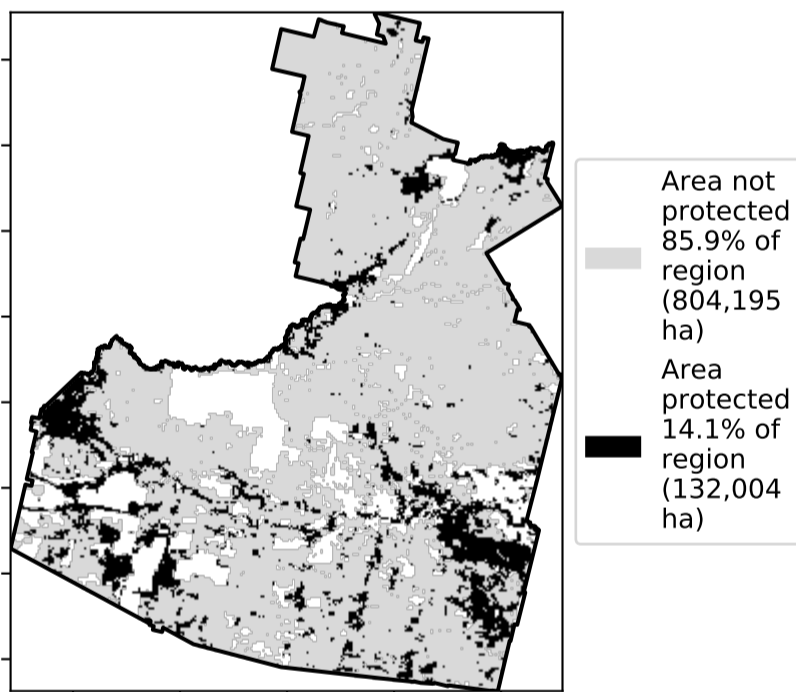 Area not
protected
85.9% of
region
(804,195
ha)
Area
protected
14.1% of
region
(132,004
ha)